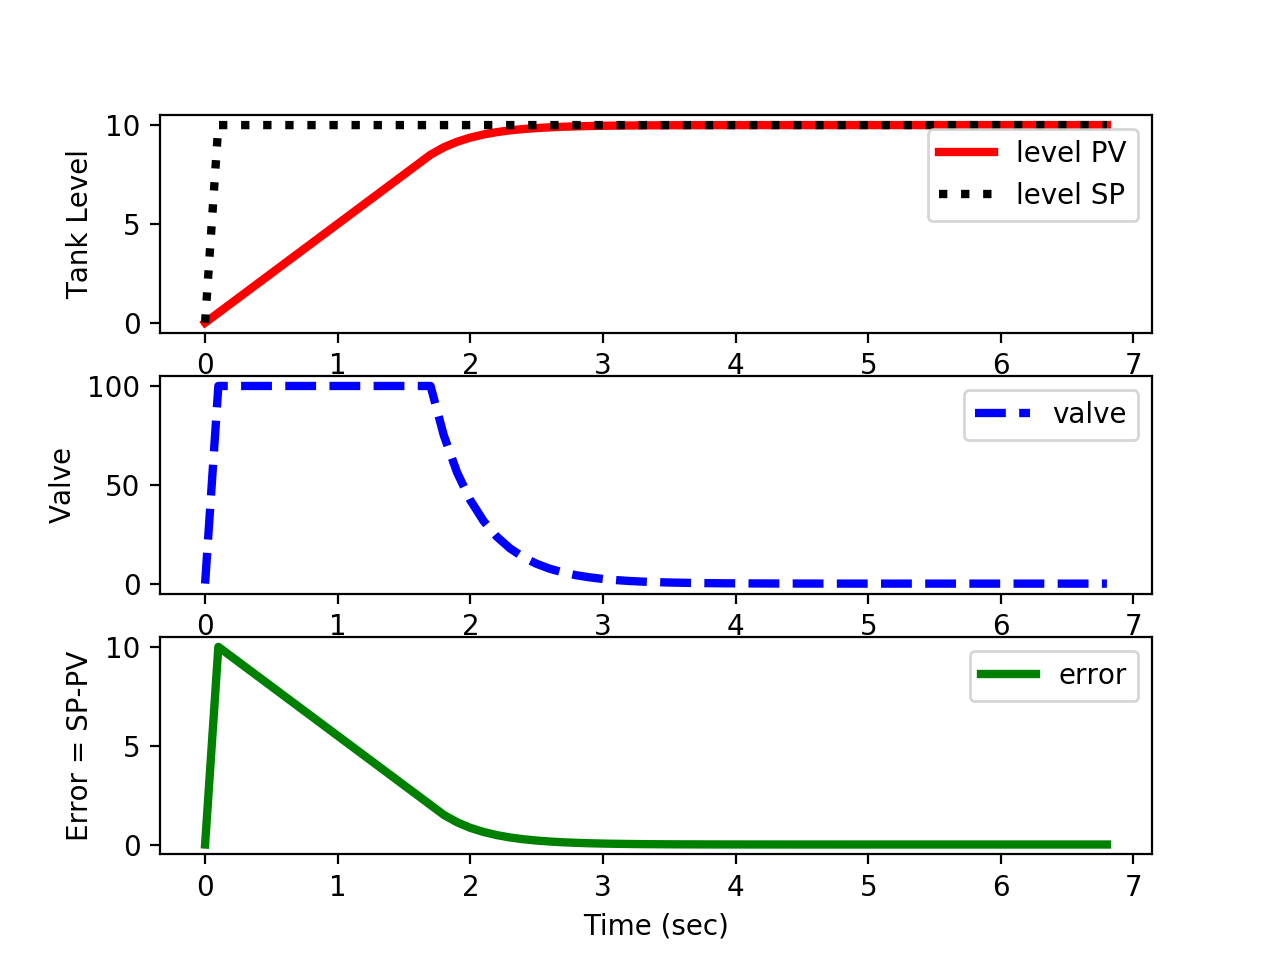 Tank Level
10
5
0
level PV
level SP
0 1 2 3 4 5 6 7
Valve
100
50
0
valve
0 1 2 3 4 5 6 7
Error = SP-PV
10
5
0
error
0 1 2 3 4 5 6 7
Time (sec)